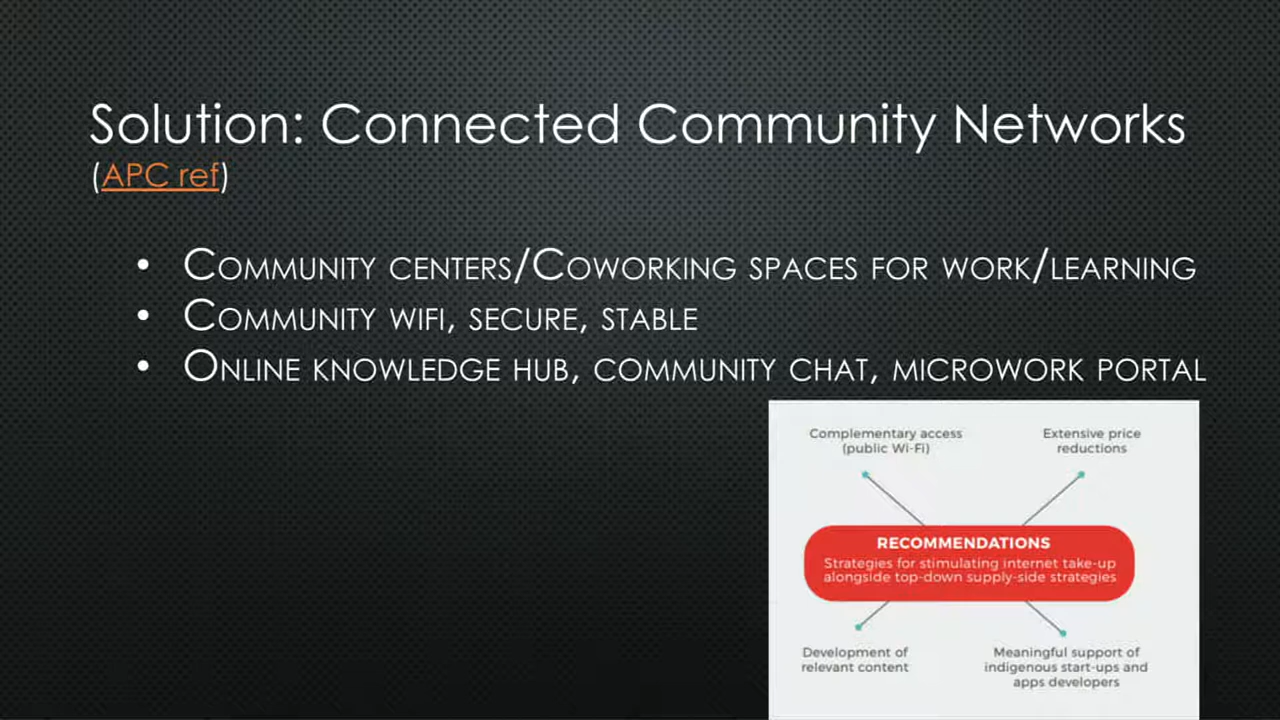 Solution: Connected Community Networks
(APC ref)
• Community centers/Coworking spaces for work/learning
• Community wifi, secure, stable
• Online knowledge hub, community chat, microwork portal
Complementary access
(public Wi-Fi)
Extensive price
reductions
RECOMMENDATIONS
Strategies for stimulating internet take-up
alongside top-down supply-side strategies
Development of
relevant content
Meaningful support of
indigenous start-ups and
apps developers